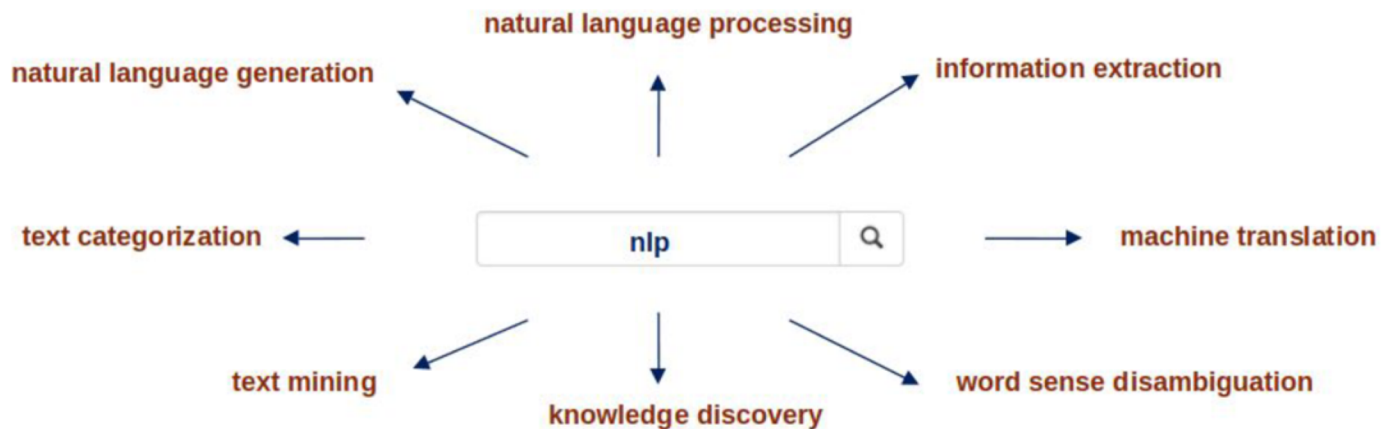 natural language processing
natural language generation
information extraction
text categorization
nlp
machine translation
text mining
word sense disambiguation
knowledge discovery